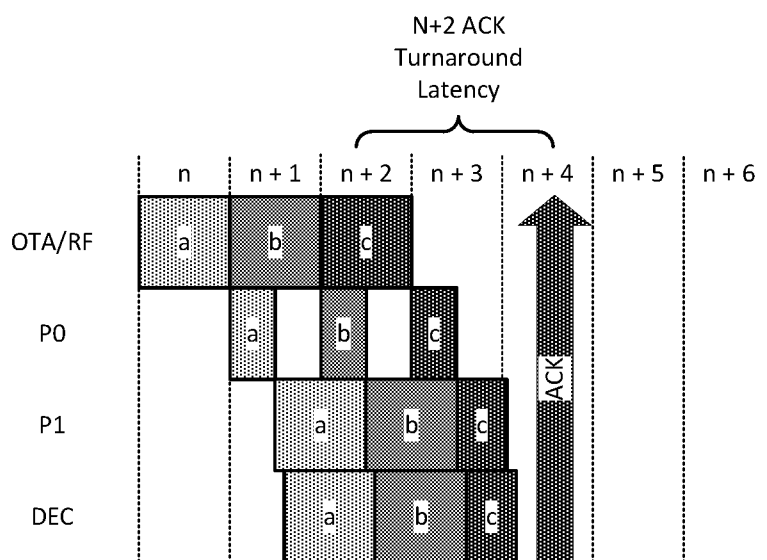 N+2 ACK
Turnaround
Latency
n n + 1 n + 2 n + 3 n + 4 n + 5 n + 6
OTA/RF a b c
P0 a b c
ACK
P1 a b c
DEC a b c